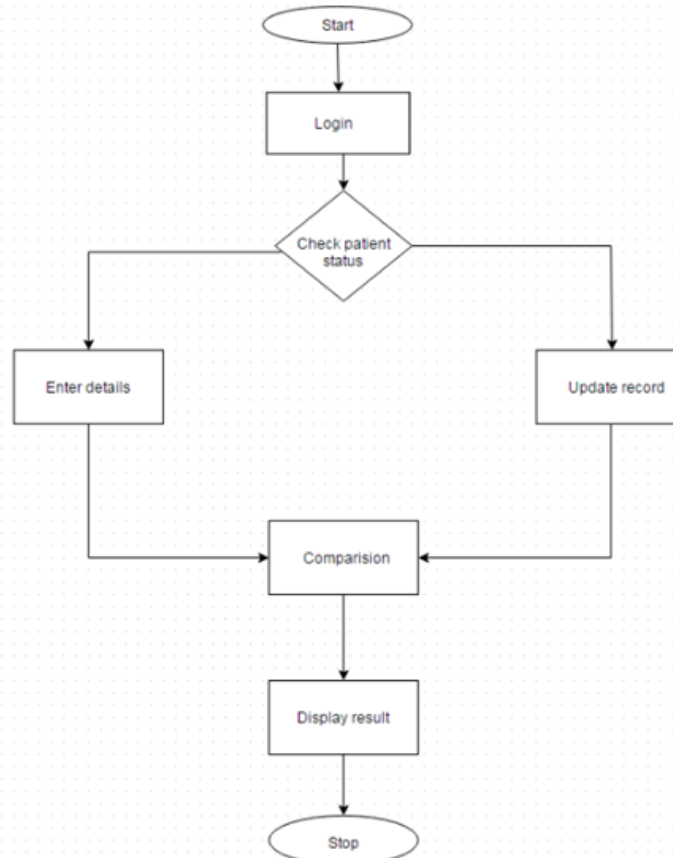 Start
Login
Check patient
status
Enter details
Update record
Comparision
Display result
Stop